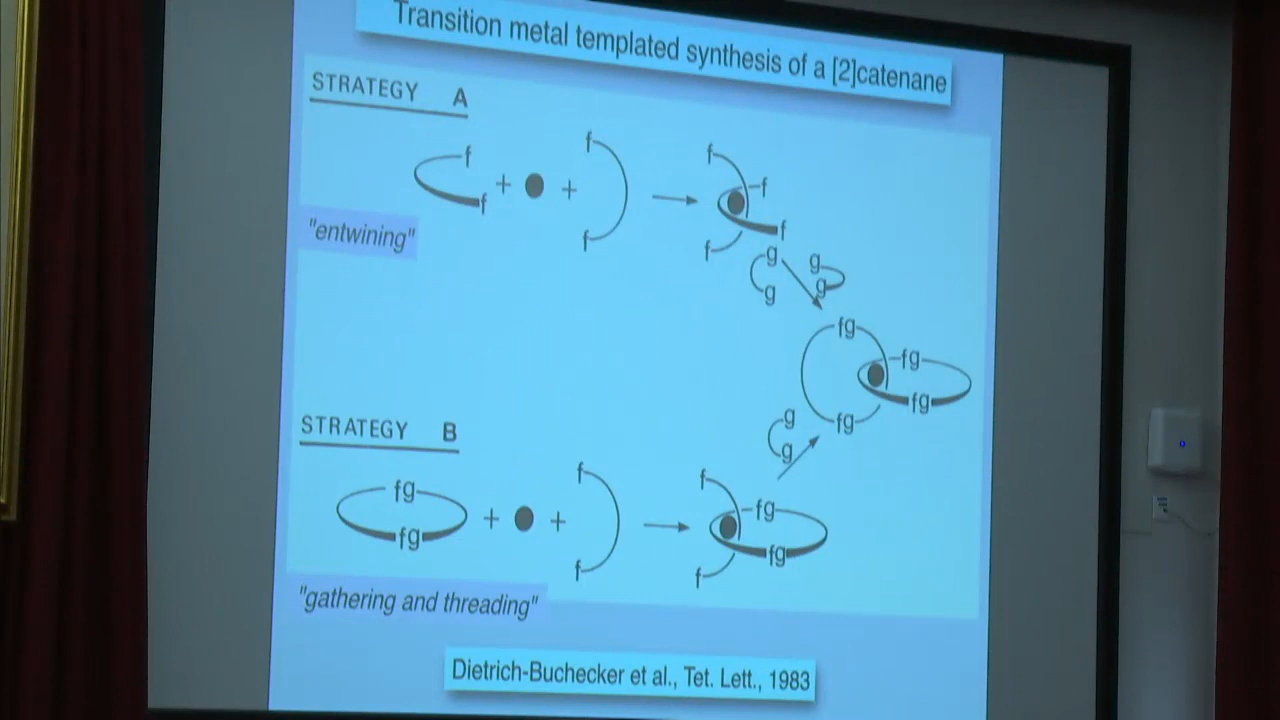 Transition metal templated synthesis of a [2]catenane
STRATEGY A
f
f
+
+
f
f
f
f
f
f
"entwining"
g
g
g
g
fg
fg
fg
fg
g
g
STRATEGY B
fg
fg
+
+
f
f
f
fg
fg
f
"gathering and threading"
Dietrich-Buchecker et al., Tet. Lett., 1983